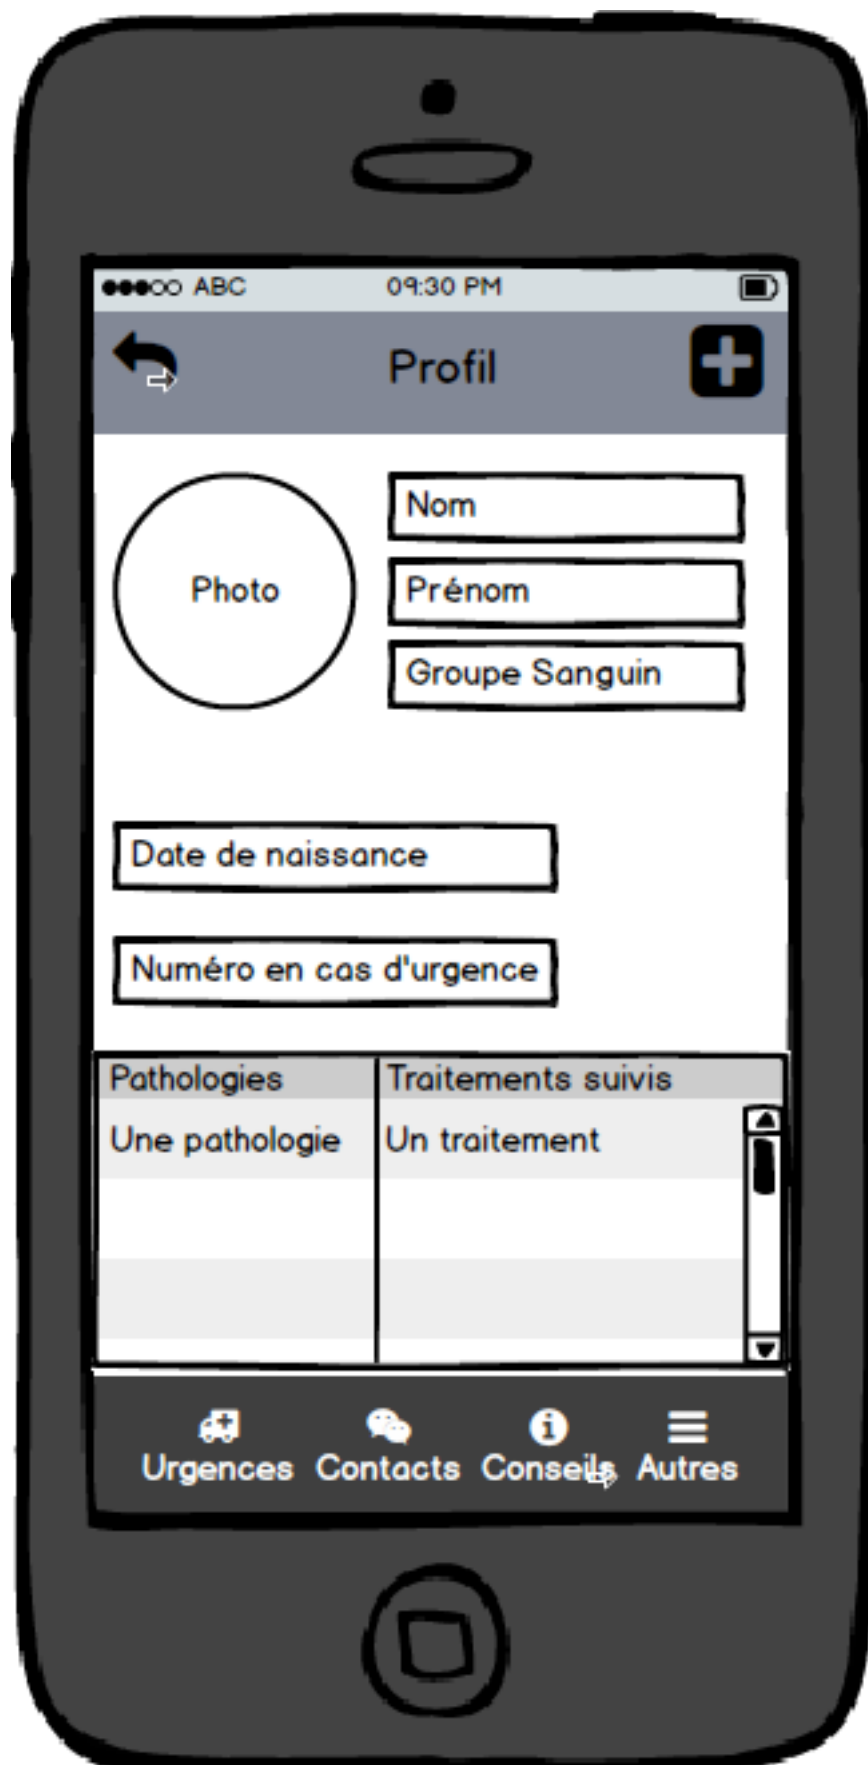 ABC 09:30 PM
Profil
Photo
Nom
Prénom
Groupe Sanguin
Date de naissance
Numéro en cas d'urgence
Pathologies Traitements suivis
Une pathologie Un traitement
Urgences Contacts Conseils Autres